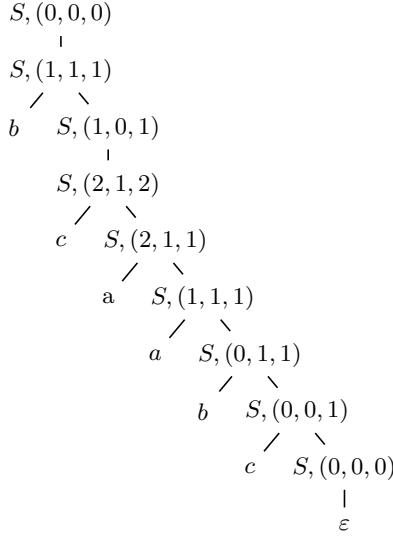 S, (0, 0, 0)
S, (1, 1, 1)
b S, (1, 0, 1)
S, (2, 1, 2)
c S, (2, 1, 1)
a S, (1, 1, 1)
a S, (0, 1, 1)
b S, (0, 0, 1)
c S, (0, 0, 0)
ε